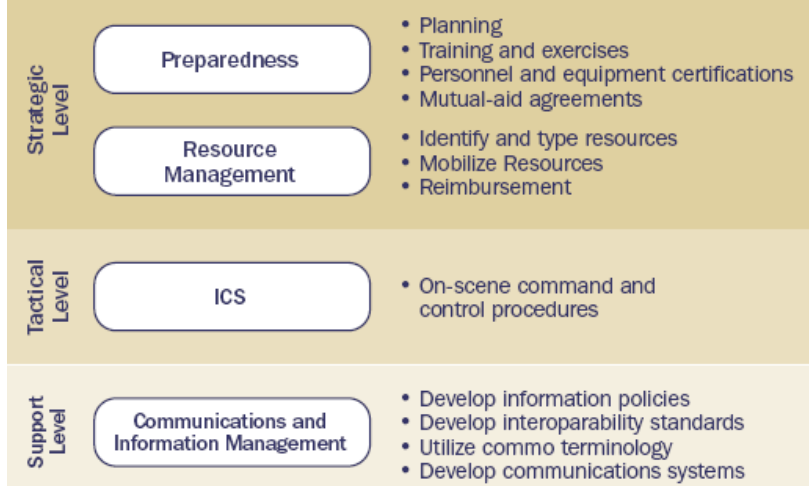 Strategic
Level
Preparedness
• Planning
• Training and exercises
• Personnel and equipment certifications
• Mutual-aid agreements
Resource
Management
• Identify and type resources
• Mobilize Resources
• Reimbursement
Tactical
Level
ICS
• On-scene command and
control procedures
Support
Level
Communications and
Information Management
• Develop information policies
• Develop interoparability standards
• Utilize commo terminology
• Develop communications systems